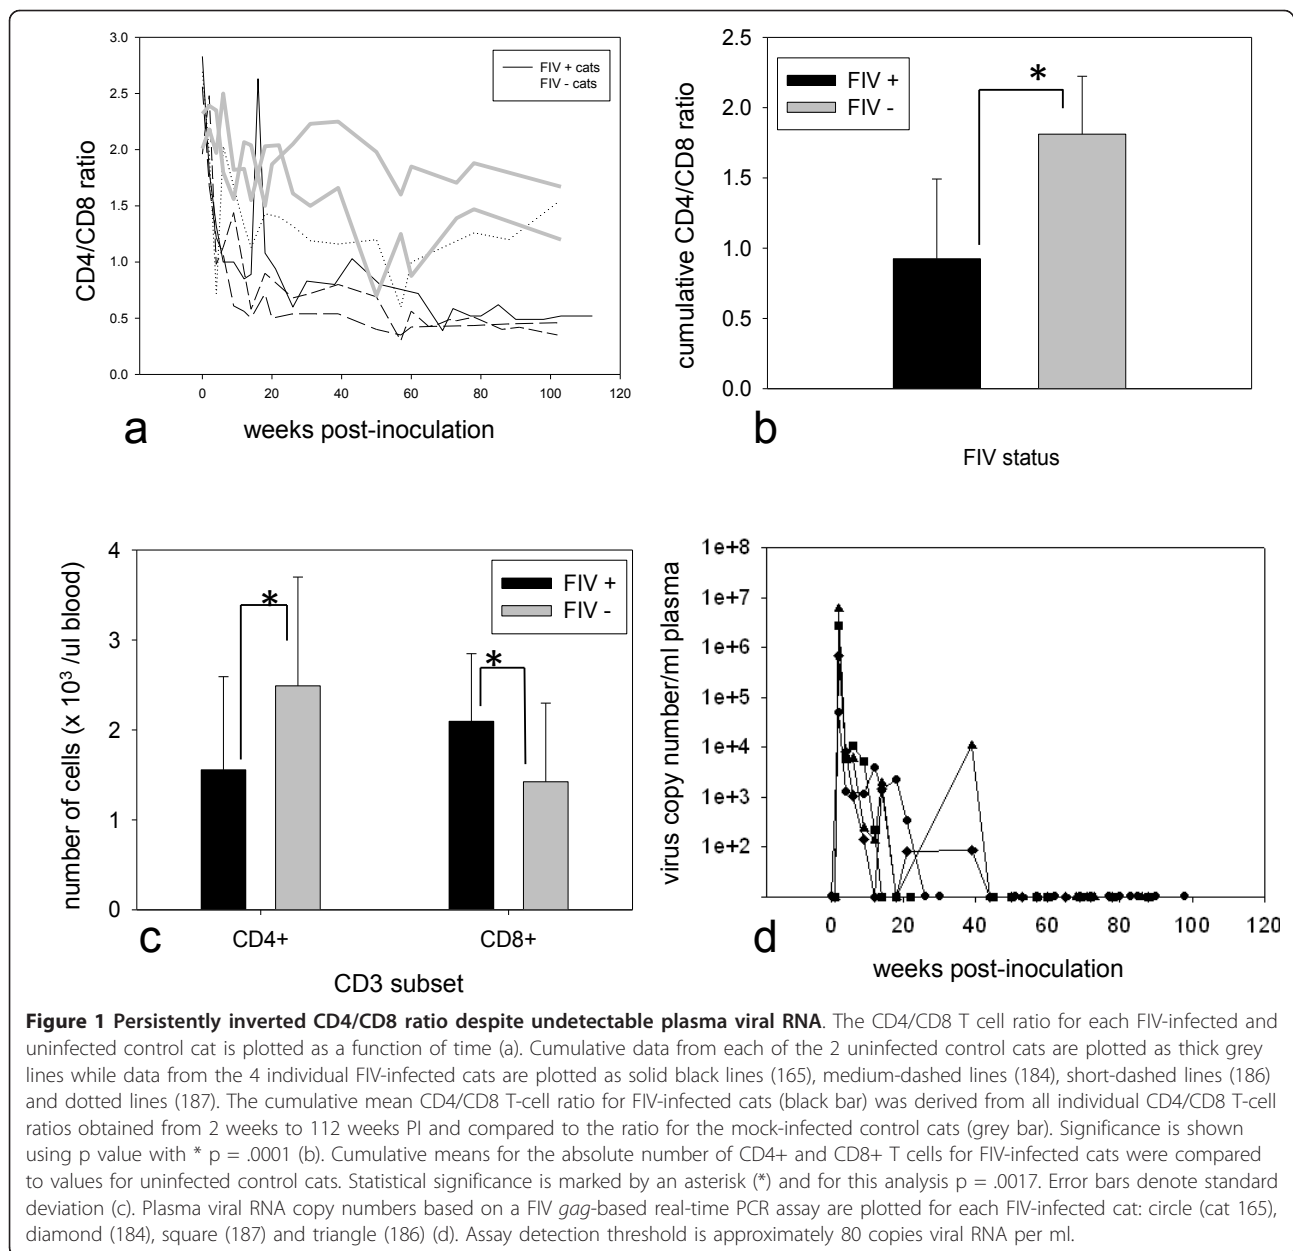 3.0
2.5
2.0
1.5
1.0
0.5
0.0
CD4/CD8 ratio
FIV + cats
FIV - cats
0 20 40 60 80 100 120
weeks post-inoculation
a
2.5
2.0
1.5
1.0
0.5
0.0
cumulative CD4/CD8 ratio
FIV +
FIV -
*
b
FIV status
4
3
2
1
0
number of cells (x 10³ /ul blood)
FIV +
FIV -
*
*
CD4+ CD8+
c
CD3 subset
1e+8
1e+7
1e+6
1e+5
1e+4
1e+3
1e+2
virus copy number/ml plasma
0 20 40 60 80 100 120
d
weeks post-inoculation
Figure 1 Persistently inverted CD4/CD8 ratio despite undetectable plasma viral RNA. The CD4/CD8 T cell ratio for each FIV-infected and
uninfected control cat is plotted as a function of time (a). Cumulative data from each of the 2 uninfected control cats are plotted as thick grey
lines while data from the 4 individual FIV-infected cats are plotted as solid black lines (165), medium-dashed lines (184), short-dashed lines (186)
and dotted lines (187). The cumulative mean CD4/CD8 T-cell ratio for FIV-infected cats (black bar) was derived from all individual CD4/CD8 T-cell
ratios obtained from 2 weeks to 112 weeks PI and compared to the ratio for the mock-infected control cats (grey bar). Significance is shown
using p value with * p = .0001 (b). Cumulative means for the absolute number of CD4+ and CD8+ T cells for FIV-infected cats were compared
to values for uninfected control cats. Statistical significance is marked by an asterisk (*) and for this analysis p = .0017. Error bars denote standard
deviation (c). Plasma viral RNA copy numbers based on a FIV gag-based real-time PCR assay are plotted for each FIV-infected cat: circle (cat 165),
diamond (184), square (187) and triangle (186) (d). Assay detection threshold is approximately 80 copies viral RNA per ml.